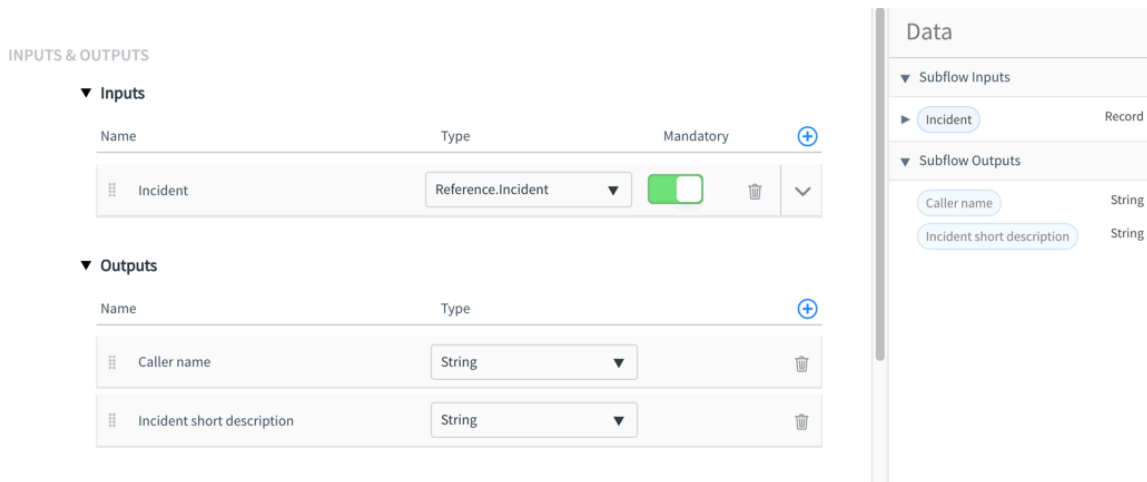 INPUTS & OUTPUTS
Inputs
Name Type Mandatory
Incident Reference.Incident
Outputs
Name Type
Caller name String
Incident short description String
Data
Subflow Inputs
Incident Record
Subflow Outputs
Caller name String
Incident short description String